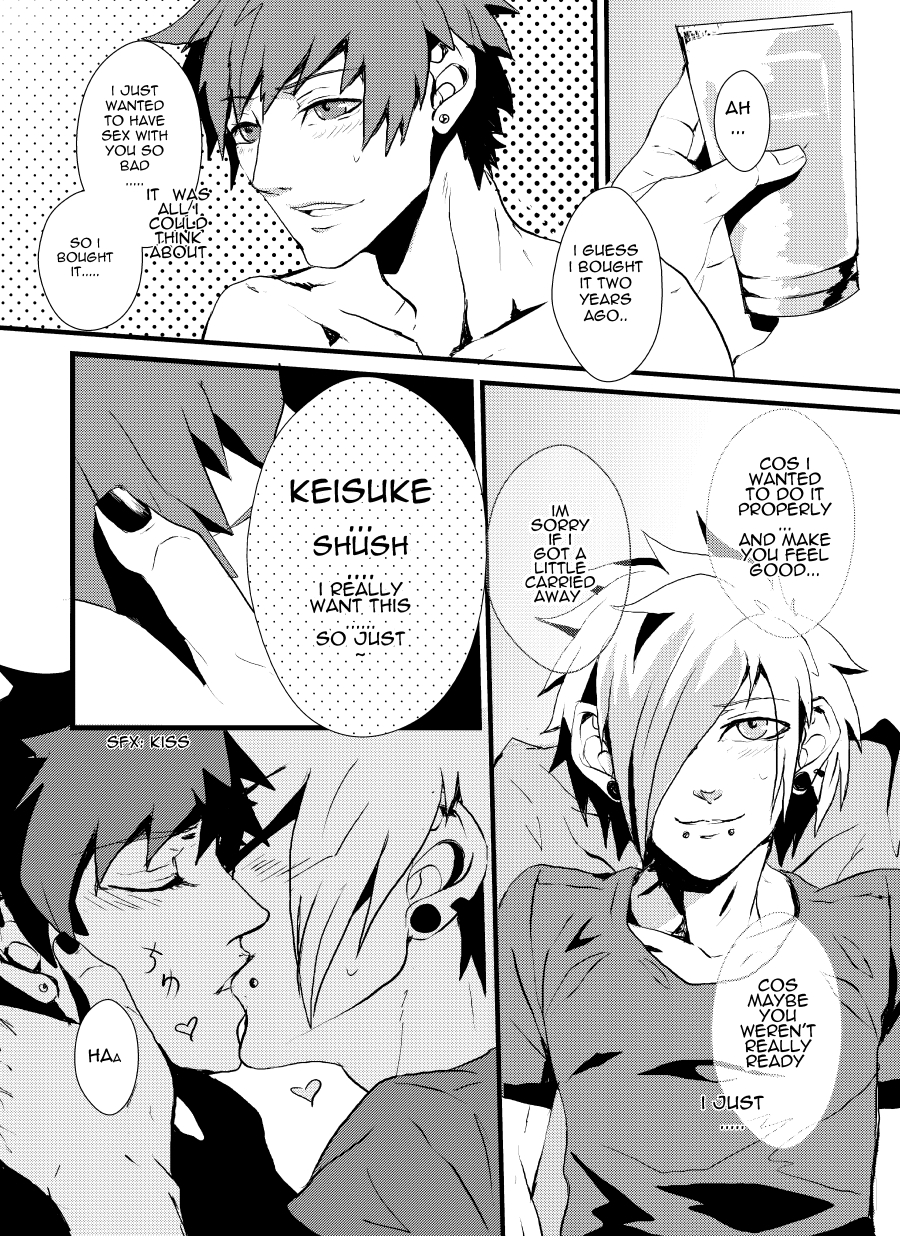 AH
...
I GUESS
I BOUGHT
IT TWO
YEARS
AGO..
I JUST
WANTED
TO HAVE
SEX WITH
YOU SO
BAD
.....
IT WAS
ALL I
COULD
THINK
ABOUT
SO I
BOUGHT
IT.....
COS I
WANTED
TO DO IT
PROPERLY
...
AND MAKE
YOU FEEL
GOOD...
IM
SORRY
IF I
GOT A
LITTLE
CARRIED
AWAY
COS
MAYBE
YOU
WEREN'T
REALLY
READY
I JUST
.....
KEISUKE
...
SHUSH
....
I REALLY
WANT THIS
......
SO JUST
~
SFX: KISS
チウ
HAA